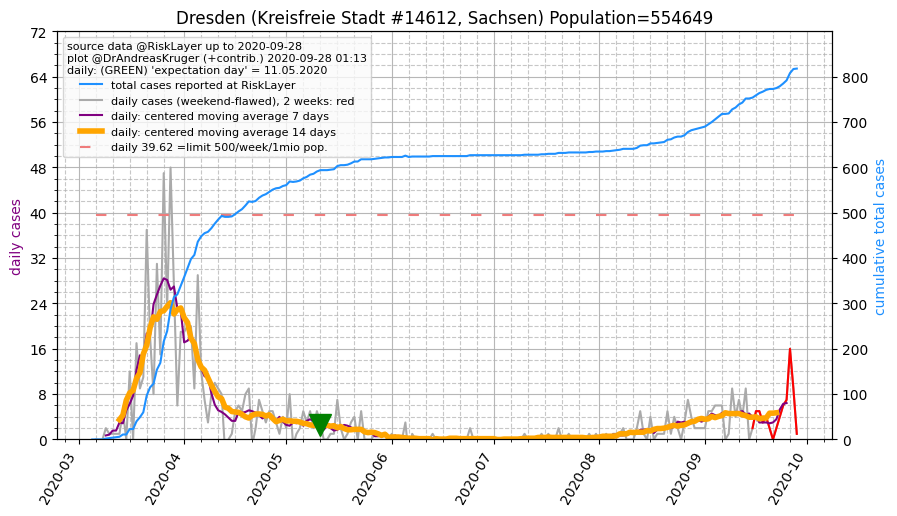 Dresden (Kreisfreie Stadt #14612, Sachsen) Population=554649
source data @RiskLayer up to 2020-09-28
plot @DrAndreasKruger (+contrib.) 2020-09-28 01:13
daily: (GREEN) 'expectation day' = 11.05.2020
total cases reported at RiskLayer
daily cases (weekend-flawed), 2 weeks: red
daily: centered moving average 7 days
daily: centered moving average 14 days
daily 39.62 =limit 500/week/1mio pop.
daily cases
72
64
56
48
40
32
24
16
8
0
cumulative total cases
800
700
600
500
400
300
200
100
0
2020-03
2020-04
2020-05
2020-06
2020-07
2020-08
2020-09
2020-10